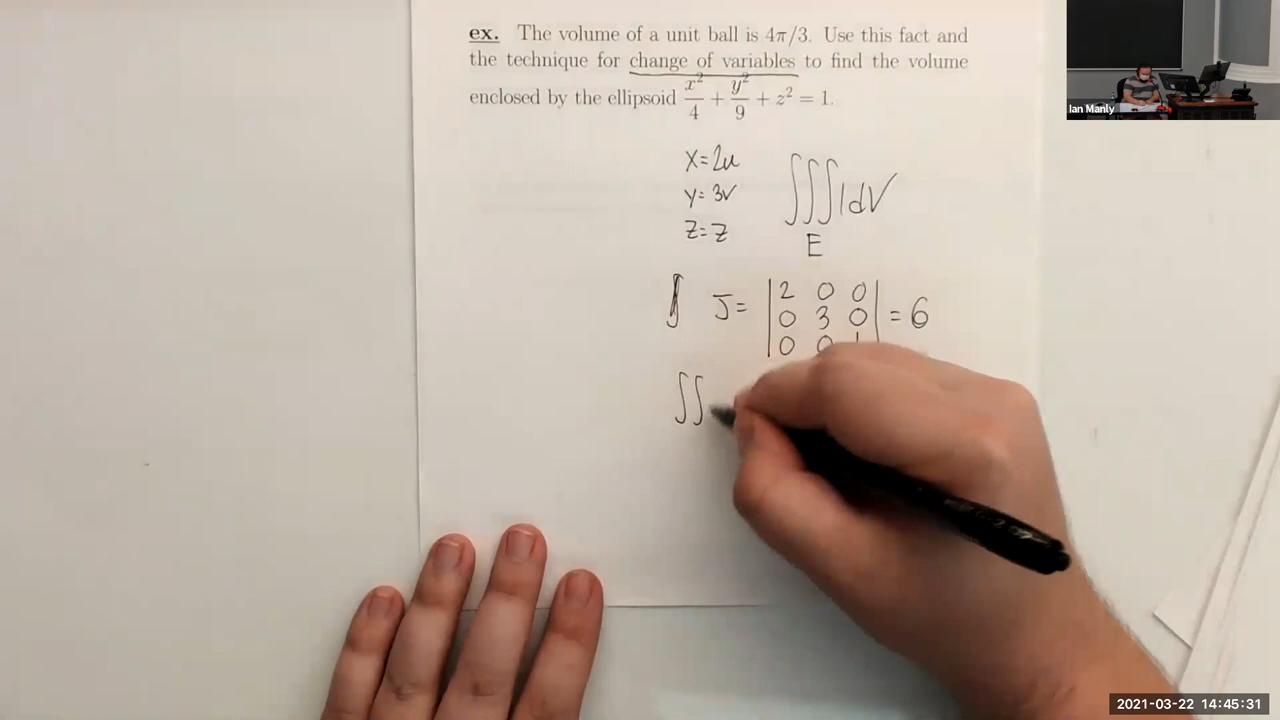 ex. The volume of a unit ball is 4π/3. Use this fact and
the technique for change of variables to find the volume
enclosed by the ellipsoid x²/4 + y²/9 + z² = 1.
x=2u
y=3v
z=z
∫∫∫ 1 dV
E
J= |2 0 0| = 6
|0 3 0|
|0 0 1|
∫∫
Ian Manly
2021-03-22 14:45:31